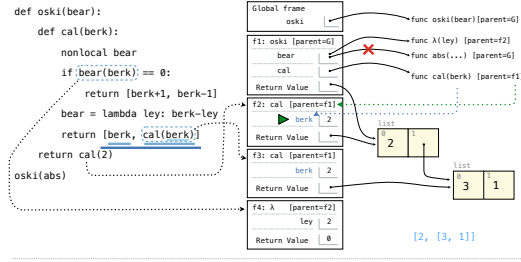 def oski(bear):
def cal(berk):
nonlocal bear
if bear(berk) == 0:
return [berk+1, berk-1]
bear = lambda ley: berk-ley
return [berk, cal(berk)]
return cal(2)
oski(abs)
Global frame
oski
f1: oski [parent=G]
bear
cal
Return Value
f2: cal [parent=f1]
berk 2
Return Value
f3: cal [parent=f1]
berk 2
Return Value
f4: λ [parent=f2]
ley 2
Return Value 0
func oski(bear)[parent=G]
func λ(ley) [parent=f2]
func abs(...) [parent=G]
func cal(berk) [parent=f1]
list
0 1
2
list
0 1
3 1
[2, [3, 1]]